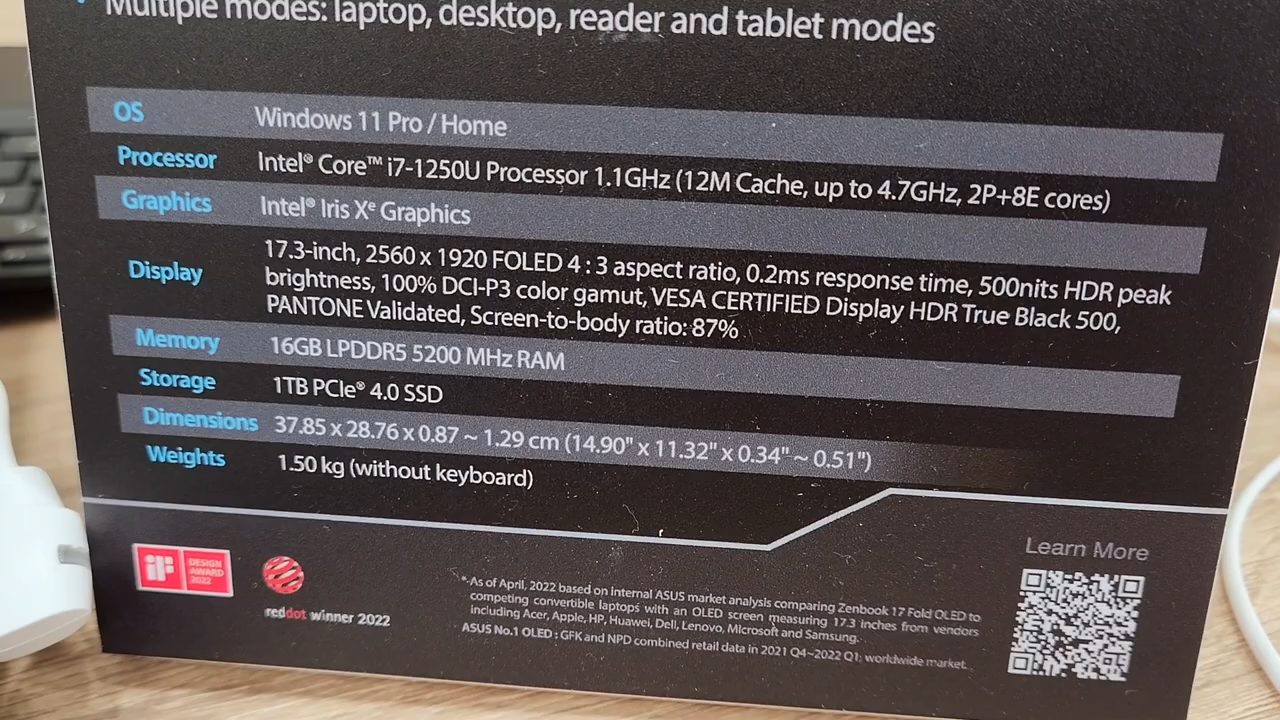 Multiple modes: laptop, desktop, reader and tablet modes
OS Windows 11 Pro / Home
Processor Intel® Core™ i7-1250U Processor 1.1GHz (12M Cache, up to 4.7GHz, 2P+8E cores)
Graphics Intel® Iris Xᵉ Graphics
Display 17.3-inch, 2560 x 1920 FOLED 4 : 3 aspect ratio, 0.2ms response time, 500nits HDR peak
brightness, 100% DCI-P3 color gamut, VESA CERTIFIED Display HDR True Black 500,
PANTONE Validated, Screen-to-body ratio: 87%
Memory 16GB LPDDR5 5200 MHz RAM
Storage 1TB PCIe® 4.0 SSD
Dimensions 37.85 x 28.76 x 0.87 ~ 1.29 cm (14.90" x 11.32" x 0.34" ~ 0.51")
Weights 1.50 kg (without keyboard)
iF DESIGN
AWARD
2022
reddot winner 2022
*As of April, 2022 based on internal ASUS market analysis comparing Zenbook 17 Fold OLED to
competing convertible laptops with an OLED screen measuring 17.3 inches from vendors
including Acer, Apple, HP, Huawei, Dell, Lenovo, Microsoft and Samsung.
ASUS No.1 OLED : GFK and NPD combined retail data in 2021 Q4~2022 Q1; worldwide market.
Learn More